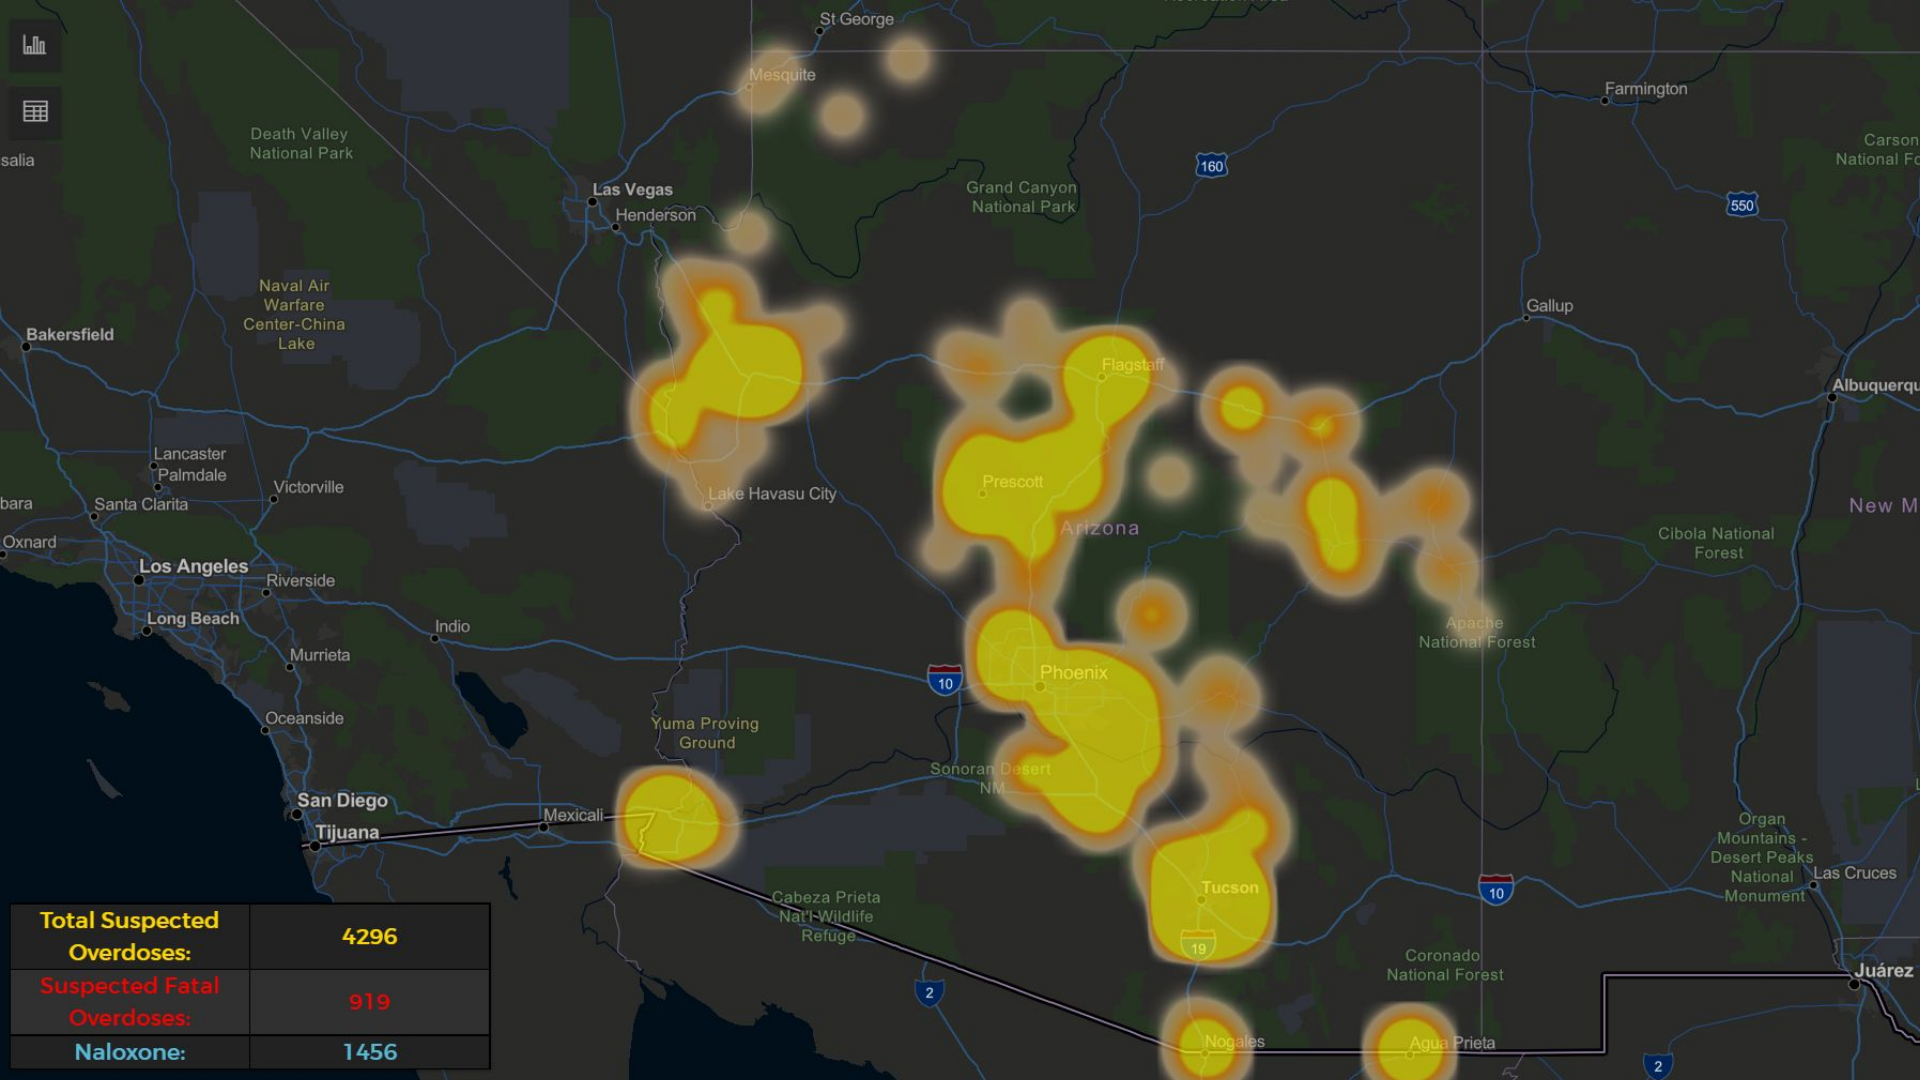 St George
Mesquite
Farmington
Death Valley
National Park
Carson
National Fo
salia
160
Las Vegas
Grand Canyon
National Park
550
Henderson
Naval Air
Warfare
Center-China
Lake
Gallup
Bakersfield
Flagstaff
Albuquerqu
Lancaster
Palmdale
Prescott
Victorville
Lake Havasu City
bara
Santa Clarita
New M
Arizona
Cibola National
Forest
Oxnard
Los Angeles
Riverside
Long Beach
Indio
Apache
National Forest
Murrieta
Phoenix
10
Oceanside
Yuma Proving
Ground
Sonoran Desert
NM
San Diego
Mexicali
Tijuana
Organ
Mountains -
Desert Peaks
National
Monument
Las Cruces
Tucson
10
Cabeza Prieta
Nat'l Wildlife
Refuge
19
Coronado
National Forest
Juárez
2
Nogales
Agua Prieta
2
Total Suspected
Overdoses:
4296
Suspected Fatal
Overdoses:
919
Naloxone:
1456